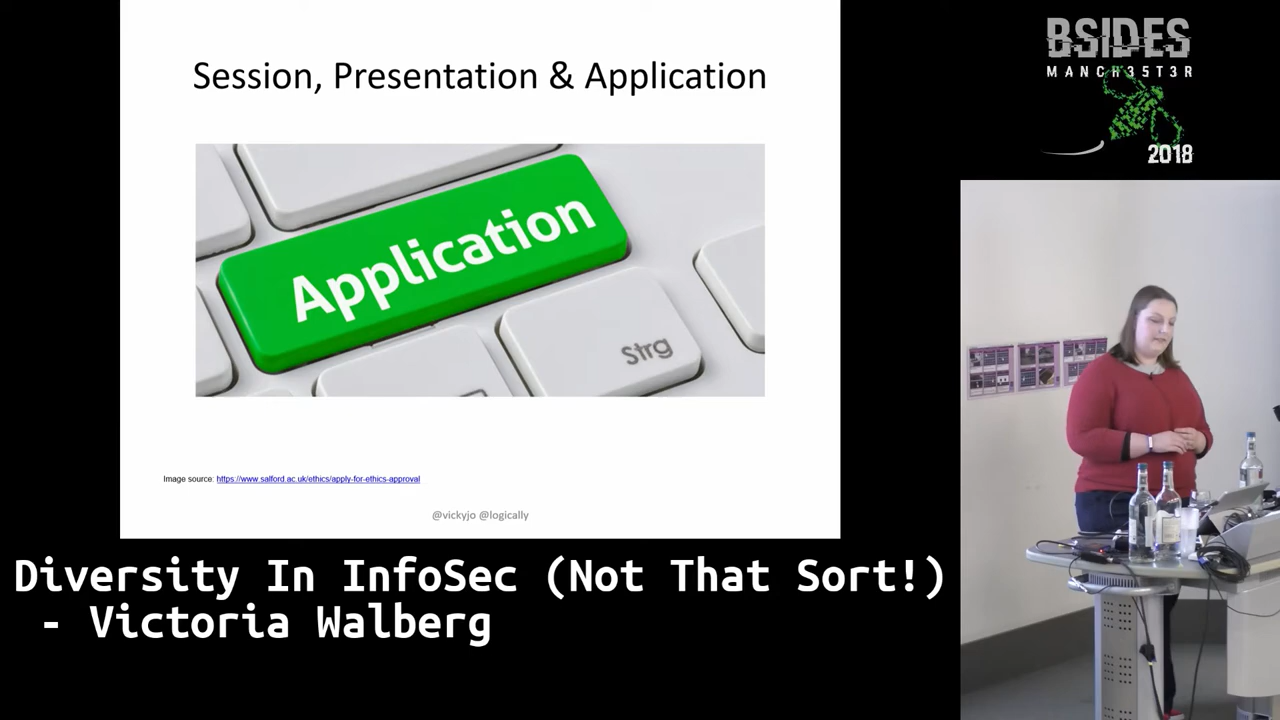 Session, Presentation & Application
Application
Strg
Image source: https://www.salford.ac.uk/ethics/apply-for-ethics-approval
@vickyjo @logically
BSIDES
MANCH35T3R
2018
Diversity In InfoSec (Not That Sort!)
- Victoria Walberg